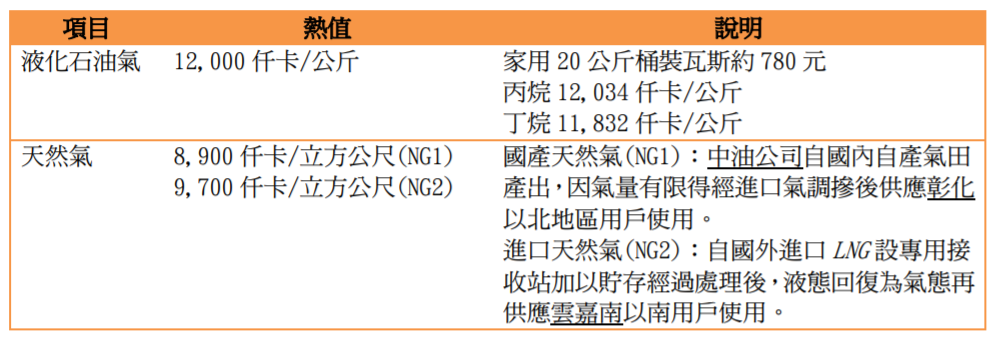 項目 熱值 說明
液化石油氣 12,000 仟卡/公斤 家用 20 公斤桶裝瓦斯約 780 元
丙烷 12,034 仟卡/公斤
丁烷 11,832 仟卡/公斤
天然氣 8,900 仟卡/立方公尺(NG1) 國產天然氣(NG1)：中油公司自國內自產氣田
9,700 仟卡/立方公尺(NG2) 產出，因氣量有限得經進口氣調摻後供應彰化
以北地區用戶使用。
進口天然氣(NG2)：自國外進口 LNG 設專用接
收站加以貯存經過處理後，液態回復為氣態再
供應雲嘉南以南用戶使用。